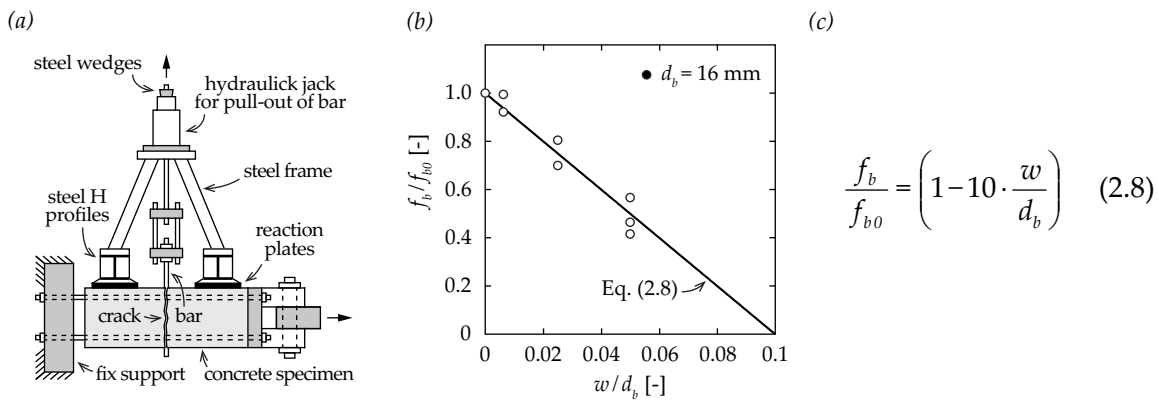 (a)
steel wedges
hydraulick jack
for pull-out of bar
steel frame
steel H
profiles
reaction
plates
crack
bar
fix support
concrete specimen
(b)
d_b = 16 mm
f_b/f_b0 [-]
1.0
0.8
0.6
0.4
0.2
0
Eq. (2.8)
0 0.02 0.04 0.06 0.08 0.1
w/d_b [-]
(c)
f_b/f_b0 = (1−10·w/d_b) (2.8)